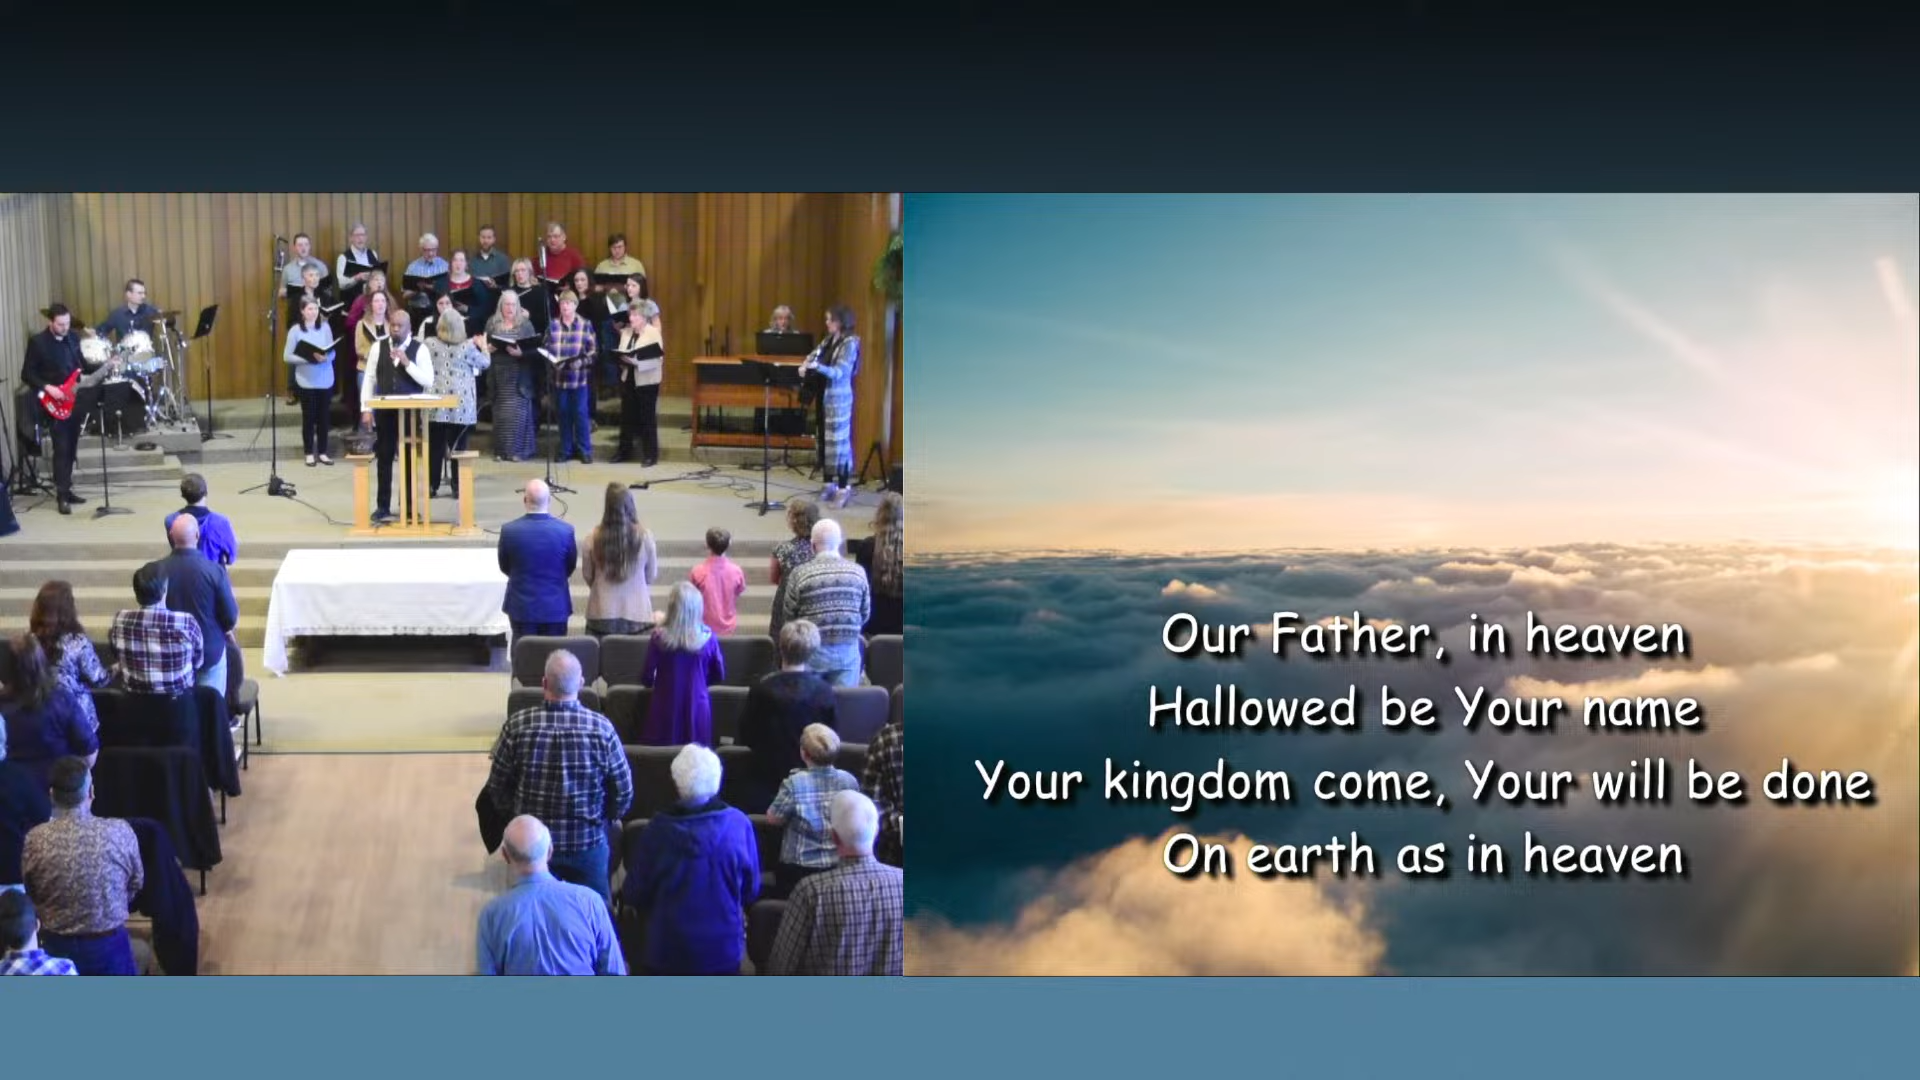 Our Father, in heaven
Hallowed be Your name
Your kingdom come, Your will be done
On earth as in heaven